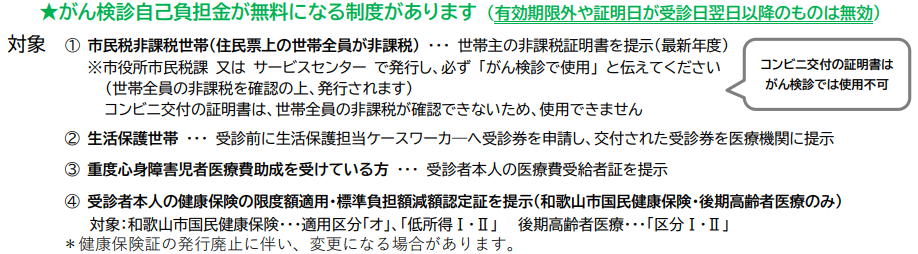 ★がん検診自己負担金が無料になる制度があります（有効期限外や証明日が受診日翌日以降のものは無効）
対象 ① 市民税非課税世帯（住民票上の世帯全員が非課税） ･･･ 世帯主の非課税証明書を提示（最新年度）
※市役所市民税課 又は サービスセンター で発行し、必ず「がん検診で使用」と伝えてください
（世帯全員の非課税を確認の上、発行されます）
コンビニ交付の証明書は、世帯全員の非課税が確認できないため、使用できません
コンビニ交付の証明書は
がん検診では使用不可
② 生活保護世帯 ･･･ 受診前に生活保護担当ケースワーカーへ受診券を申請し、交付された受診券を医療機関に提示
③ 重度心身障害児者医療費助成を受けている方 ･･･ 受診者本人の医療費受給者証を提示
④ 受診者本人の健康保険の限度額適用・標準負担額減額認定証を提示（和歌山市国民健康保険・後期高齢者医療のみ）
対象：和歌山市国民健康保険･･･適用区分「オ」、「低所得Ⅰ・Ⅱ」 後期高齢者医療･･･「区分Ⅰ・Ⅱ」
＊健康保険証の発行廃止に伴い、変更になる場合があります。